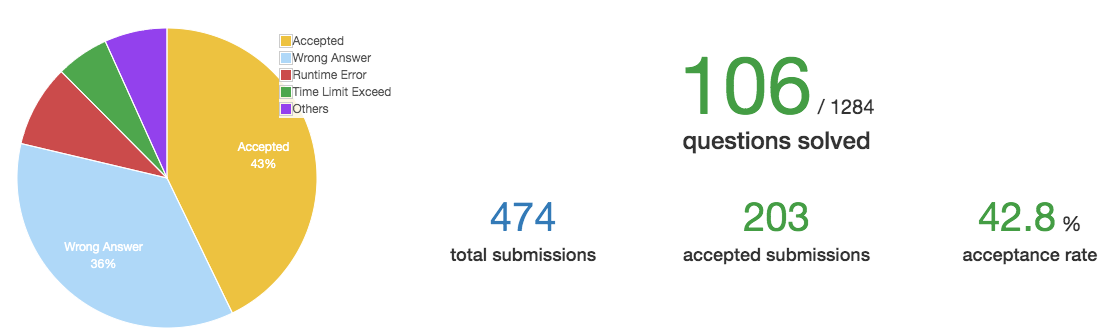 Accepted
Wrong Answer
Runtime Error
Time Limit Exceed
Others
Accepted
43%
Wrong Answer
36%
106 / 1284
questions solved
474
total submissions
203
accepted submissions
42.8 %
acceptance rate